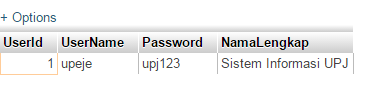 + Options
UserId UserName Password NamaLengkap
1 upeje upj123 Sistem Informasi UPJ